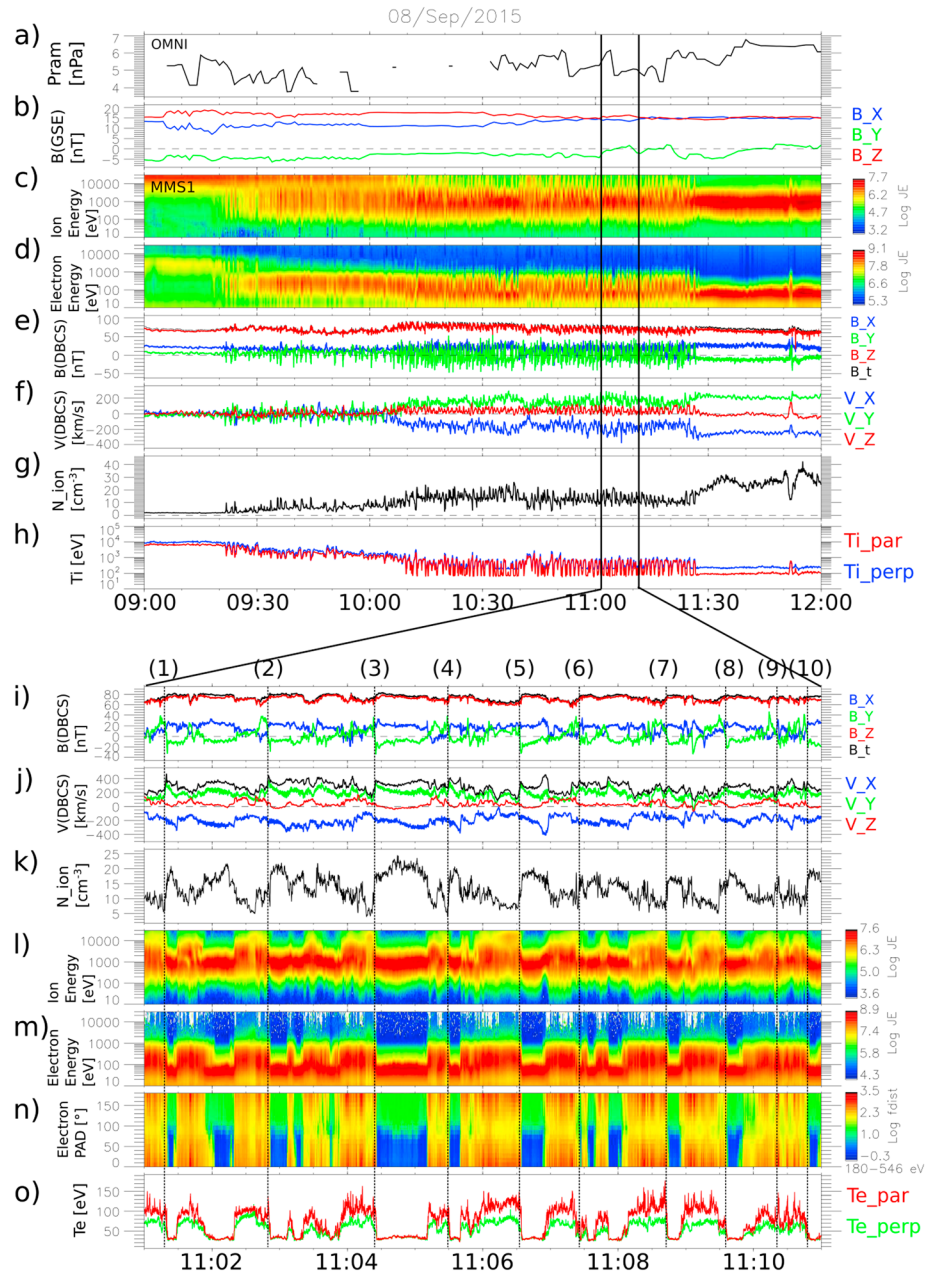 08/Sep/2015
a)
OMNI
Pram
[nPa]
7
6
5
4
b)
B(GSE)
[nT]
20
15
10
0
−5
B_X
B_Y
B_Z
c)
MMS1
Ion
Energy
[eV]
10000
1000
100
10
7.7
6.2
4.7
3.2
Log JE
d)
Electron
Energy
[eV]
10000
1000
100
10
9.1
7.8
6.6
5.3
Log JE
e)
B(DBCS)
[nT]
100
50
0
−50
B_X
B_Y
B_Z
B_t
f)
V(DBCS)
[km/s]
200
0
−200
−400
V_X
V_Y
V_Z
g)
N_ion
[cm⁻³]
40
30
20
10
0
h)
Ti [eV]
10⁵
10⁴
10³
10²
10¹
Ti_par
Ti_perp
09:00 09:30 10:00 10:30 11:00 11:30 12:00
(1) (2) (3) (4) (5) (6) (7) (8) (9) (10)
i)
B(DBCS)
[nT]
80
60
40
20
0
−20
−40
B_X
B_Y
B_Z
B_t
j)
V(DBCS)
[km/s]
400
200
0
−200
−400
V_X
V_Y
V_Z
k)
N_ion
[cm⁻³]
25
20
15
10
5
l)
Ion
Energy
[eV]
10000
1000
100
10
7.6
6.3
5.0
3.6
Log JE
m)
Electron
Energy
[eV]
10000
1000
100
10
8.9
7.4
5.8
4.3
Log JE
n)
Electron
PAD [°]
150
100
50
0
3.5
2.3
1.0
−0.3
Log fdist
180−546 eV
o)
Te [eV]
150
100
50
Te_par
Te_perp
11:02 11:04 11:06 11:08 11:10